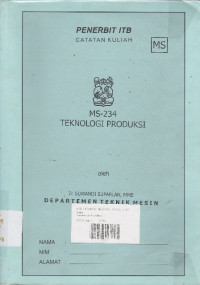 PENERBIT ITB
CATATAN KULIAH
MS
MS-234
TEKNOLOGI PRODUKSI
oleh
DEPARTEMEN TEKNIK MESIN
NAMA
NIM
ALAMAT